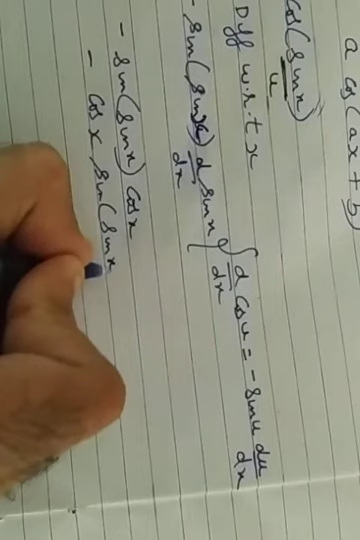 a cos(ax + b)
cos(sinx)
u
Diff w.r.t x
- sin(sinx) d/dx sinx { d/dx cos u = - sin u du/dx
- sin(sinx) cos x
- cos x sin(sinx